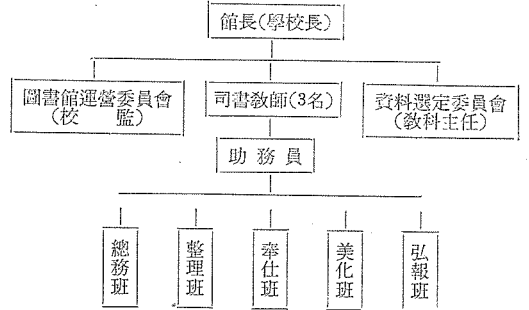 館長(學校長)
圖書館運營委員會
(校 監)
司書敎師(3名)
資料選定委員會
(敎科主任)
助務員
總務班
整理班
奉仕班
美化班
弘報班